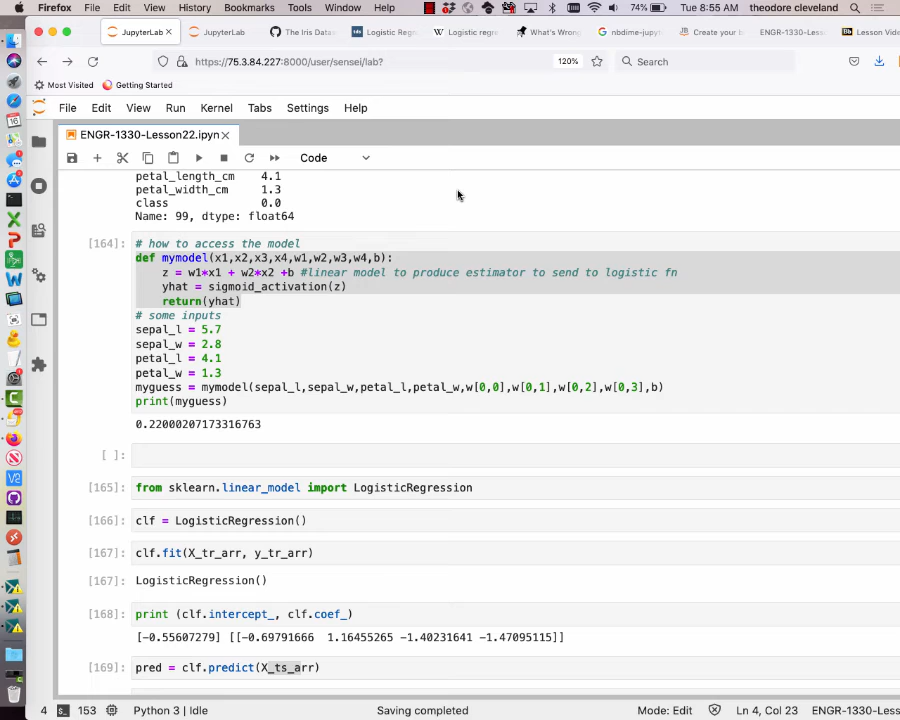 Firefox File Edit View History Bookmarks Tools Window Help 74% Tue 8:55 AM theodore cleveland
JupyterLab JupyterLab The Iris Data Logistic Reg Logistic regre What's Wrong nbdime-jupyt Create your b ENGR-1330-Less Lesson Vide
https://75.3.84.227:8000/user/sensei/lab? 120% Search
Most Visited Getting Started
File Edit View Run Kernel Tabs Settings Help
ENGR-1330-Lesson22.ipyn
Code
petal_length_cm 4.1
petal_width_cm 1.3
class 0.0
Name: 99, dtype: float64
[164]: # how to access the model
def mymodel(x1,x2,x3,x4,w1,w2,w3,w4,b):
z = w1*x1 + w2*x2 +b #linear model to produce estimator to send to logistic fn
yhat = sigmoid_activation(z)
return(yhat)
# some inputs
sepal_l = 5.7
sepal_w = 2.8
petal_l = 4.1
petal_w = 1.3
myguess = mymodel(sepal_l,sepal_w,petal_l,petal_w,w[0,0],w[0,1],w[0,2],w[0,3],b)
print(myguess)
0.22000207173316763
[ ]:
[165]: from sklearn.linear_model import LogisticRegression
[166]: clf = LogisticRegression()
[167]: clf.fit(X_tr_arr, y_tr_arr)
[167]: LogisticRegression()
[168]: print (clf.intercept_, clf.coef_)
[-0.55607279] [[-0.69791666 1.16455265 -1.40231641 -1.47095115]]
[169]: pred = clf.predict(X_ts_arr)
4 153 Python 3 | Idle Saving completed Mode: Edit Ln 4, Col 23 ENGR-1330-Less